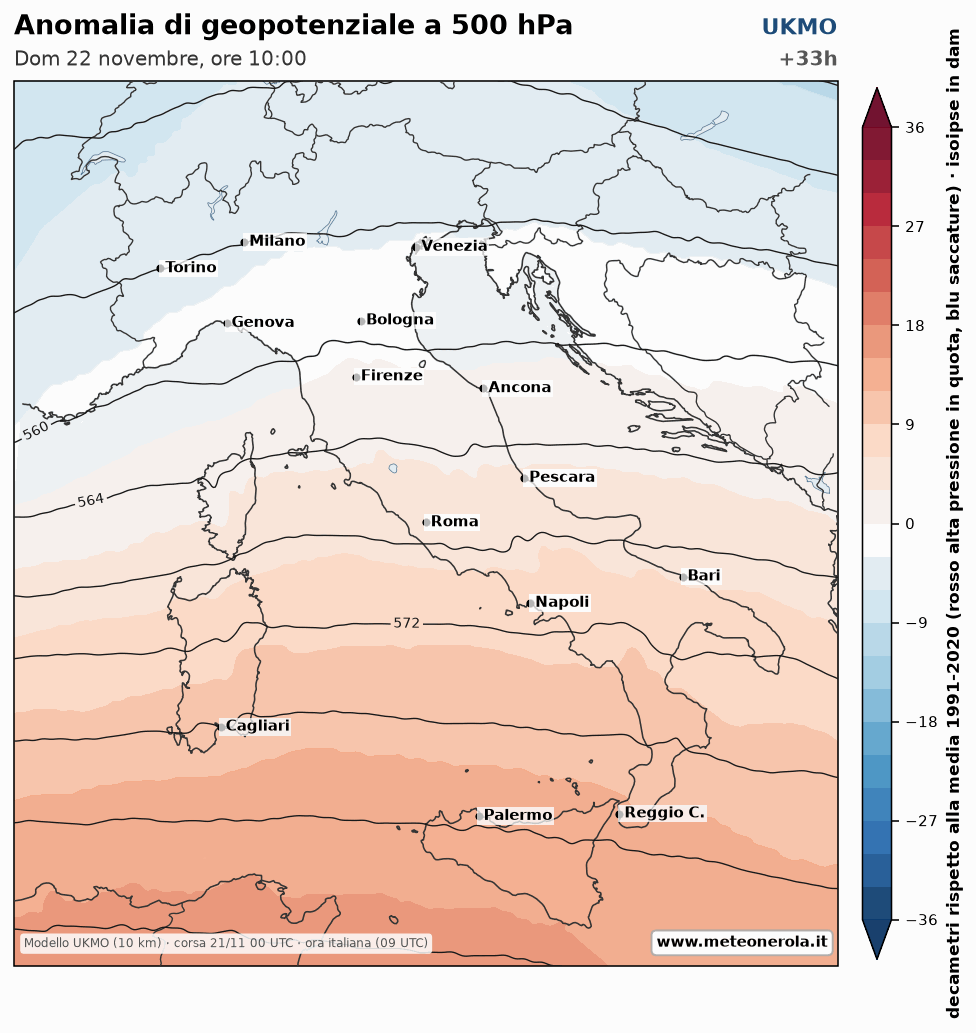 Anomalia di geopotenziale a 500 hPa
UKMO
Dom 22 novembre, ore 10:00
+33h
Milano
Venezia
Torino
Genova
Bologna
Firenze
Ancona
560
564
Pescara
Roma
Bari
Napoli
572
Cagliari
Palermo
Reggio C.
Modello UKMO (10 km) · corsa 21/11 00 UTC · ora italiana (09 UTC)
www.meteonerola.it
36
27
18
9
0
−9
−18
−27
−36
decametri rispetto alla media 1991-2020 (rosso alta pressione in quota, blu saccature) · isoipse in dam